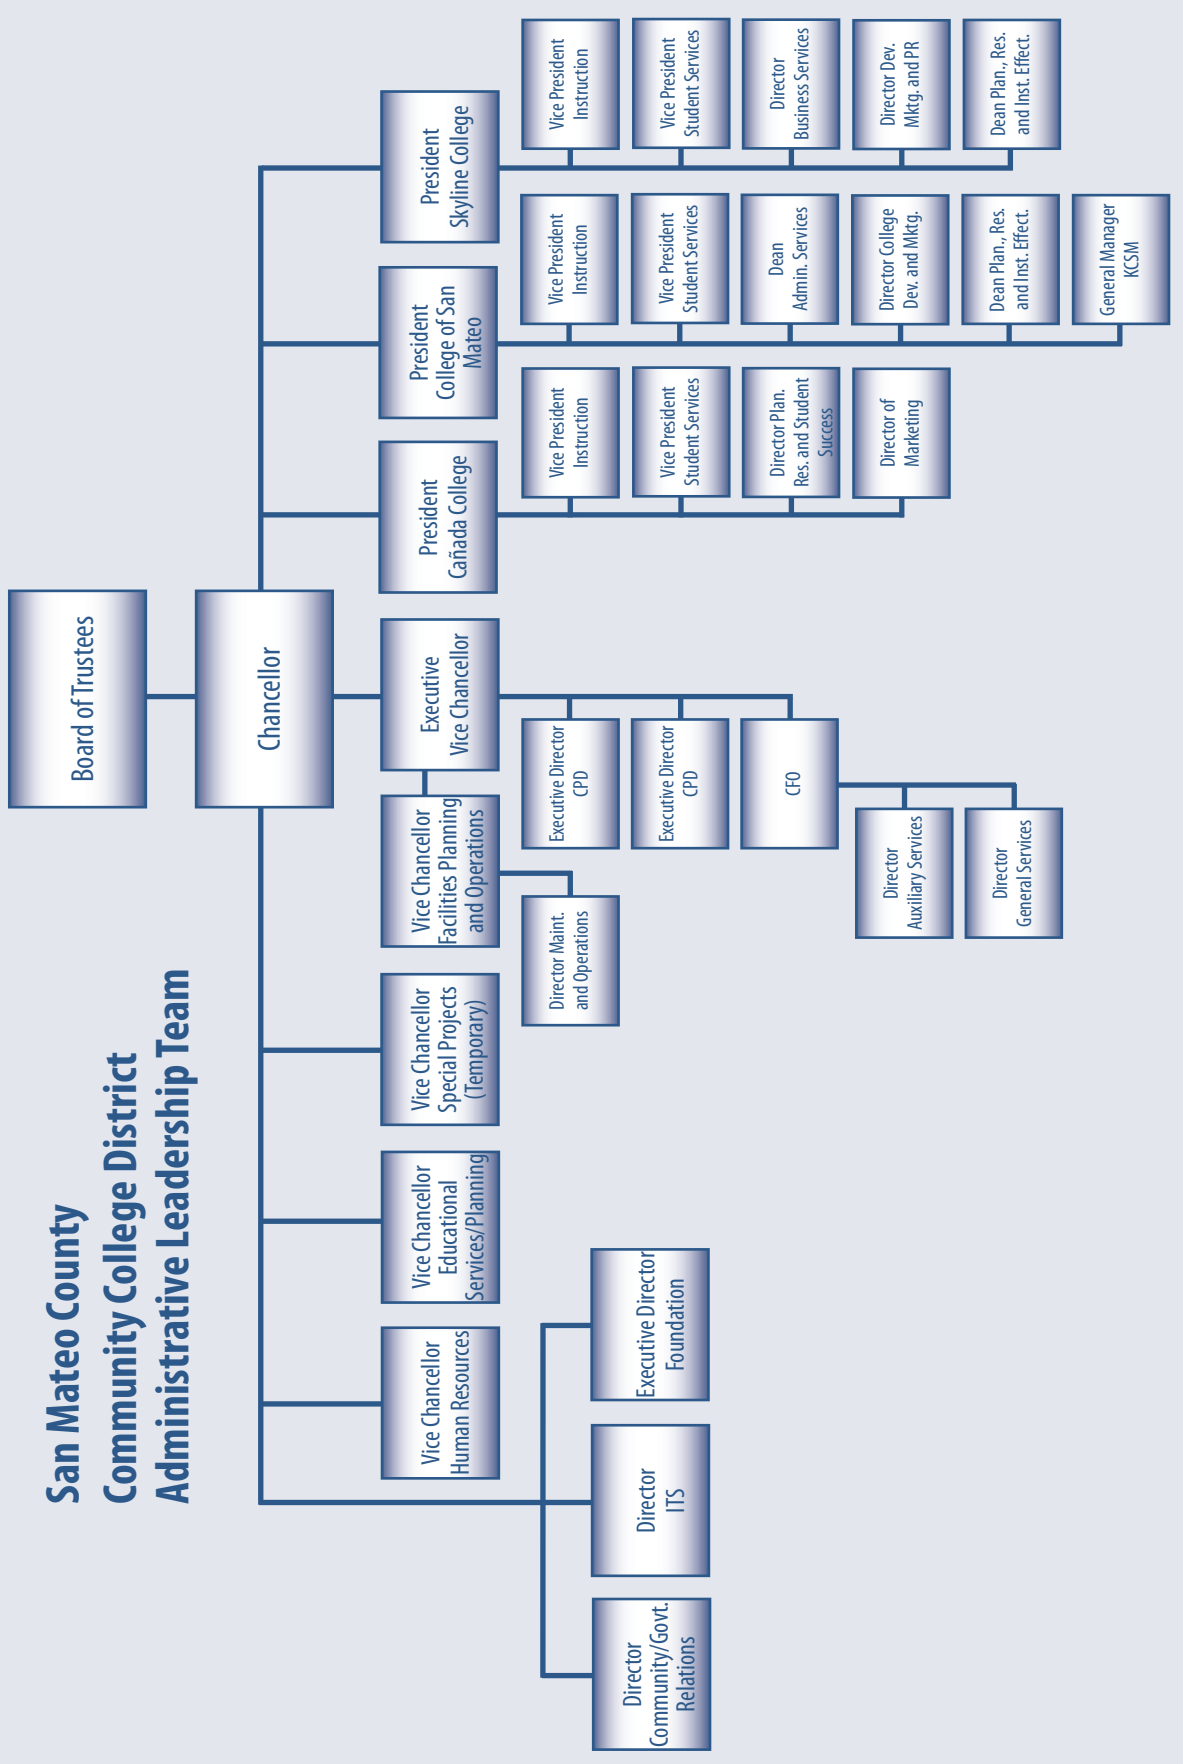 San Mateo County
Community College District
Administrative Leadership Team
Board of Trustees
Chancellor
Vice Chancellor
Human Resources
Vice Chancellor
Educational
Services/Planning
Vice Chancellor
Special Projects
(Temporary)
Vice Chancellor
Facilities Planning
and Operations
Executive
Vice Chancellor
President
Cañada College
President
College of San
Mateo
President
Skyline College
Director
Community/Govt.
Relations
Director
ITS
Executive Director
Foundation
Director Maint.
and Operations
Executive Director
CPD
Executive Director
CPD
CFO
Director
Auxiliary Services
Director
General Services
Vice President
Instruction
Vice President
Student Services
Director Plan.
Res. and Student
Success
Director of
Marketing
Vice President
Instruction
Vice President
Student Services
Dean
Admin. Services
Director College
Dev. and Mktg.
Dean Plan., Res.
and Inst. Effect.
General Manager
KCSM
Vice President
Instruction
Vice President
Student Services
Director
Business Services
Director Dev.
Mktg. and PR
Dean Plan., Res.
and Inst. Effect.